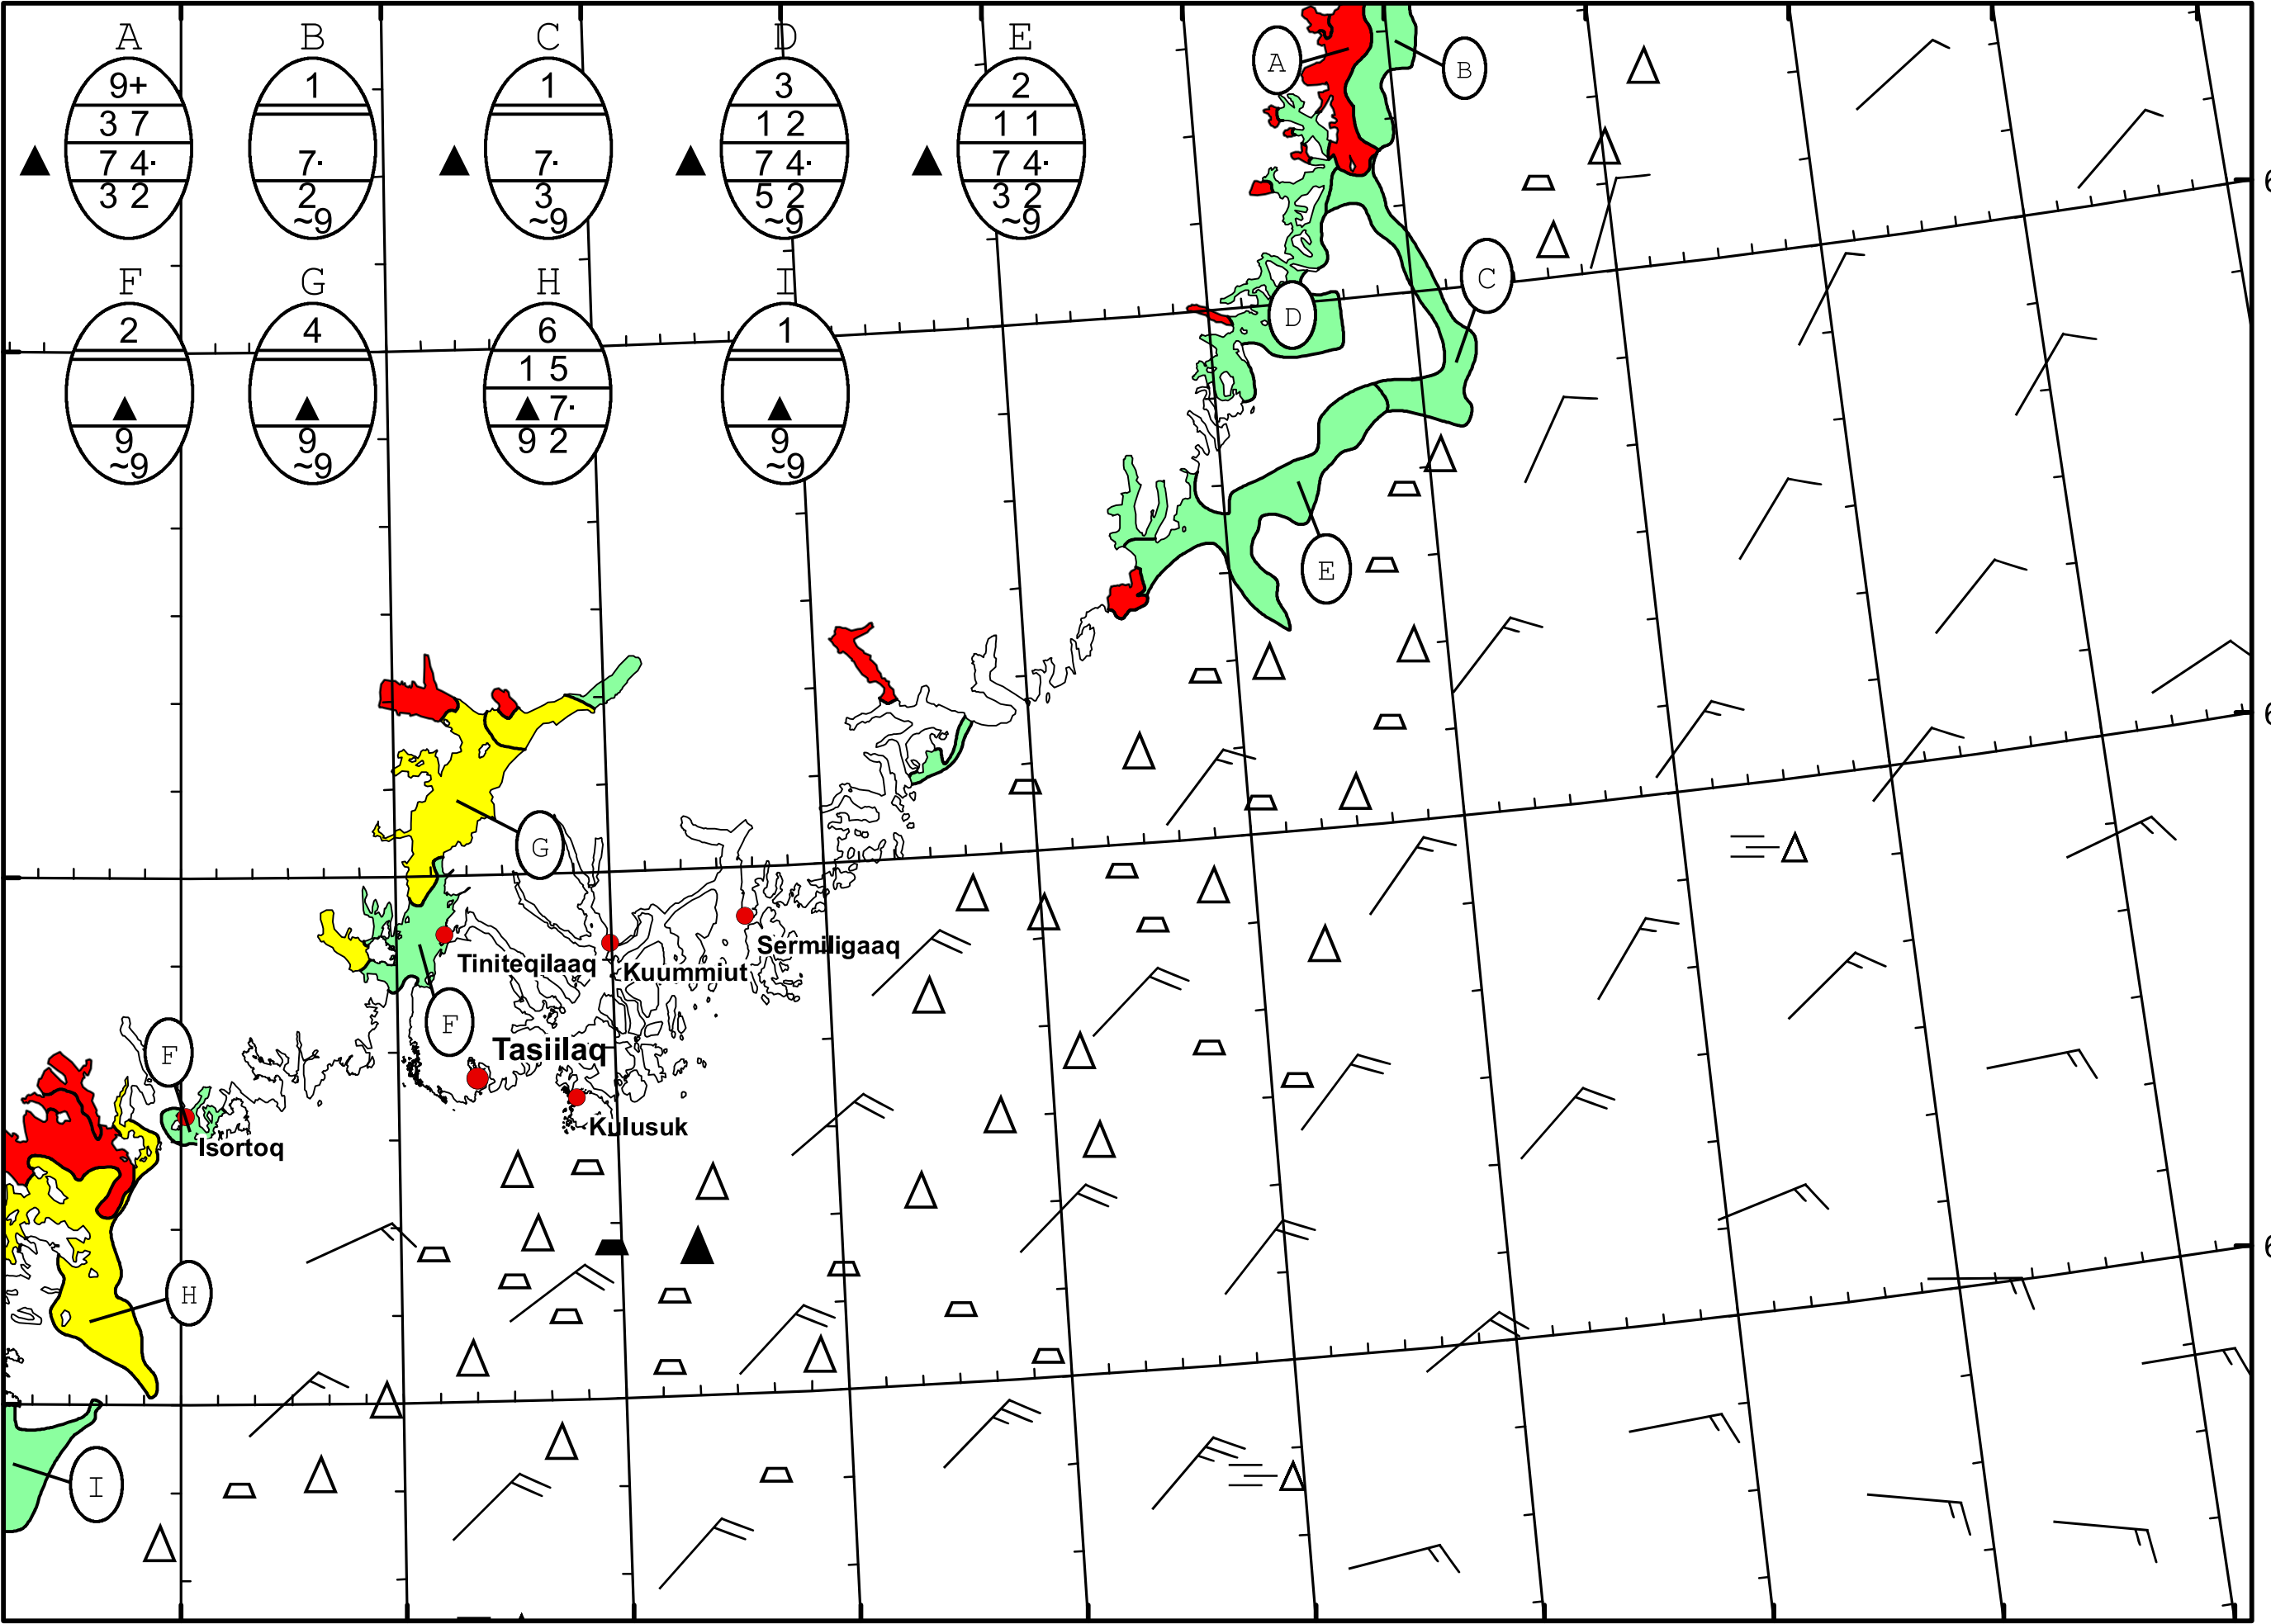 A B C D E
9+ 1 1 3 2
3 7 1 2 1 1
7 4· 7· 7· 7 4· 7 4·
3 2 2 3 5 2 3 2
~9 ~9 ~9 ~9
F G H I
2 4 6 1
1 5
7·
9 9 9 2 9
~9 ~9 ~9
A
B
C
D
E
G
Sermiligaaq
Tiniteqilaaq
Kuummiut
F
Tasiilaq
F
Kulusuk
Isortoq
H
I